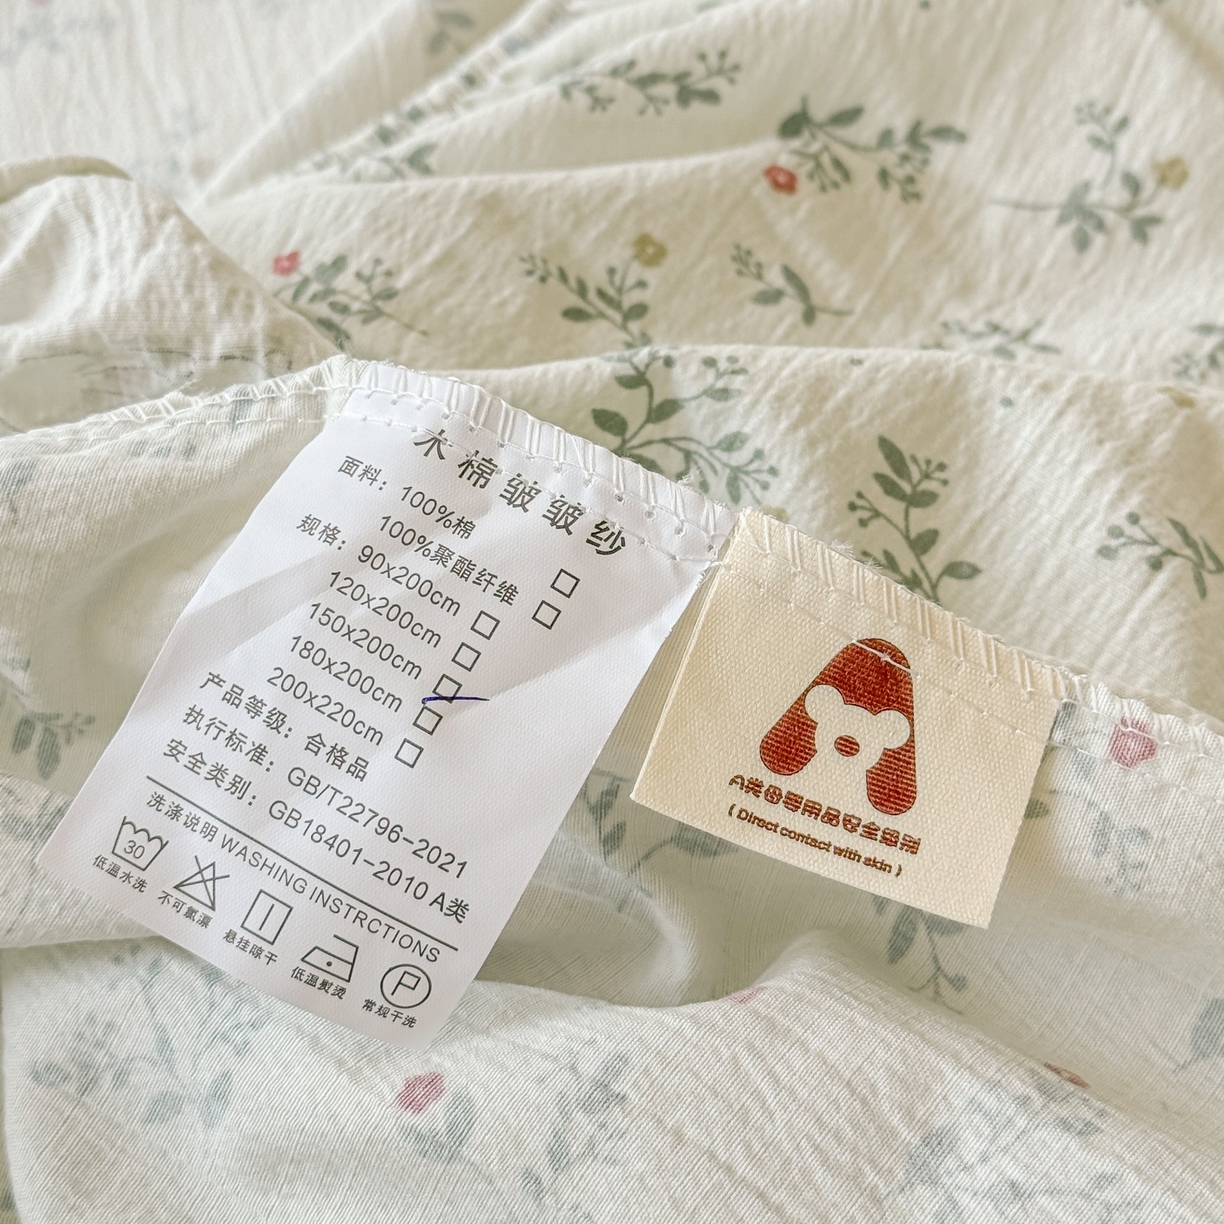 木棉皱皱纱
面料：100%棉 □
100%聚酯纤维 □
规格：90x200cm □
120x200cm □
150x200cm □
180x200cm □
200x220cm □
产品等级：合格品
执行标准：GB/T22796-2021
安全类别：GB18401-2010 A类
洗涤说明 WASHING INSTRCTIONS
30
P
低温水洗 不可氯漂 悬挂晾干 低温熨烫 常规干洗
A类母婴用品安全级别
( Direct contact with skin )